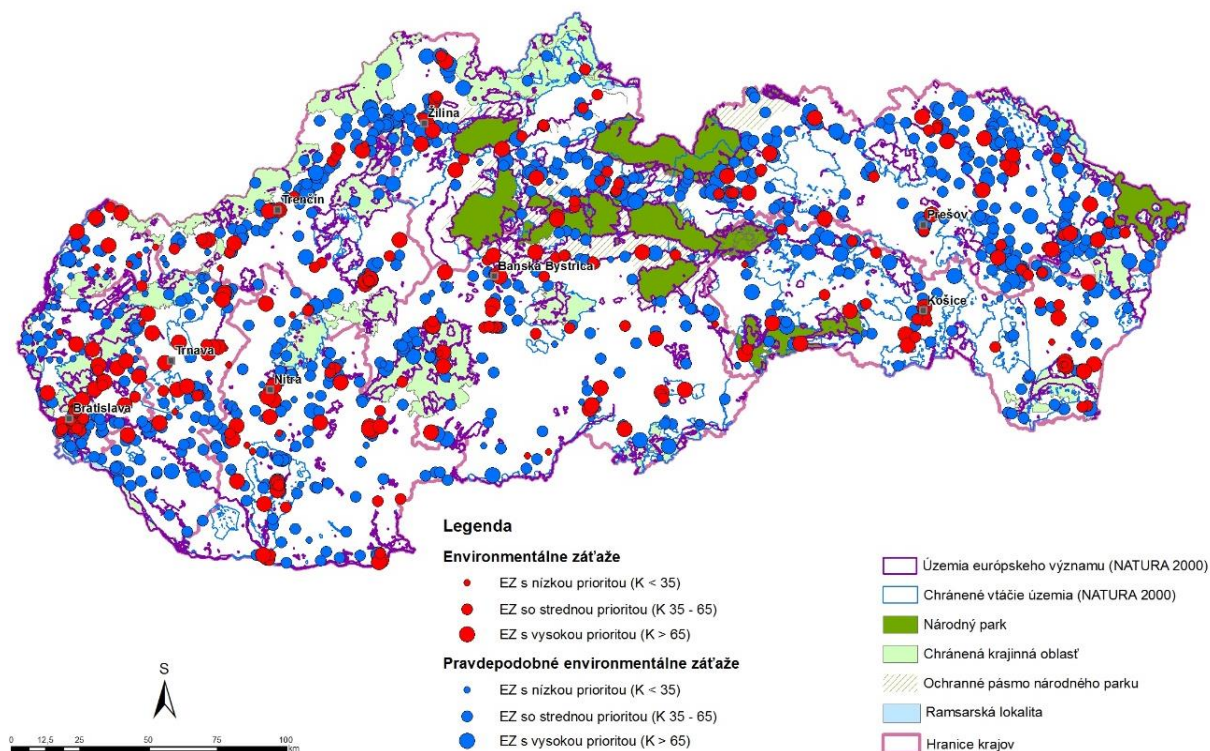 Žilina
Trenčín
Prešov
Banská Bystrica
Košice
Trnava
Nitra
Bratislava
Legenda
Environmentálne záťaže
EZ s nízkou prioritou (K < 35)
EZ so strednou prioritou (K 35 - 65)
EZ s vysokou prioritou (K > 65)
Pravdepodobné environmentálne záťaže
EZ s nízkou prioritou (K < 35)
EZ so strednou prioritou (K 35 - 65)
EZ s vysokou prioritou (K > 65)
Územia európskeho významu (NATURA 2000)
Chránené vtáčie územia (NATURA 2000)
Národný park
Chránená krajinná oblasť
Ochranné pásmo národného parku
Ramsarská lokalita
Hranice krajov
S
0 12,5 25 50 75 100
km